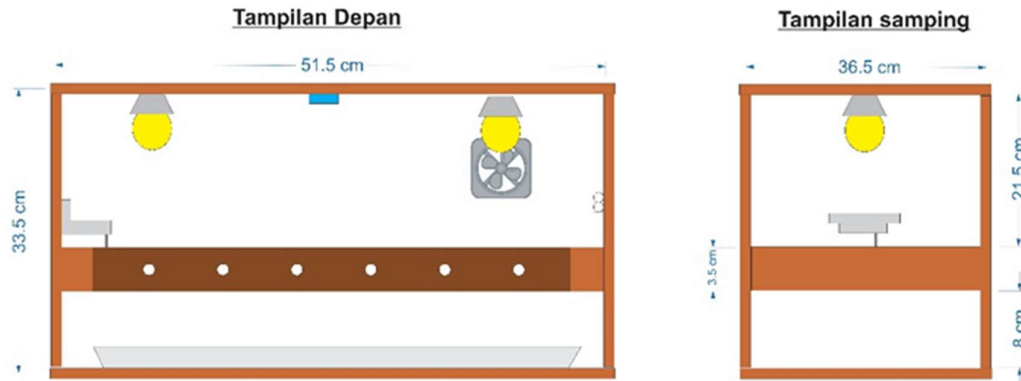 Tampilan Depan
Tampilan samping
51.5 cm
36.5 cm
33.5 cm
21.5 cm
3.5 cm
8 cm